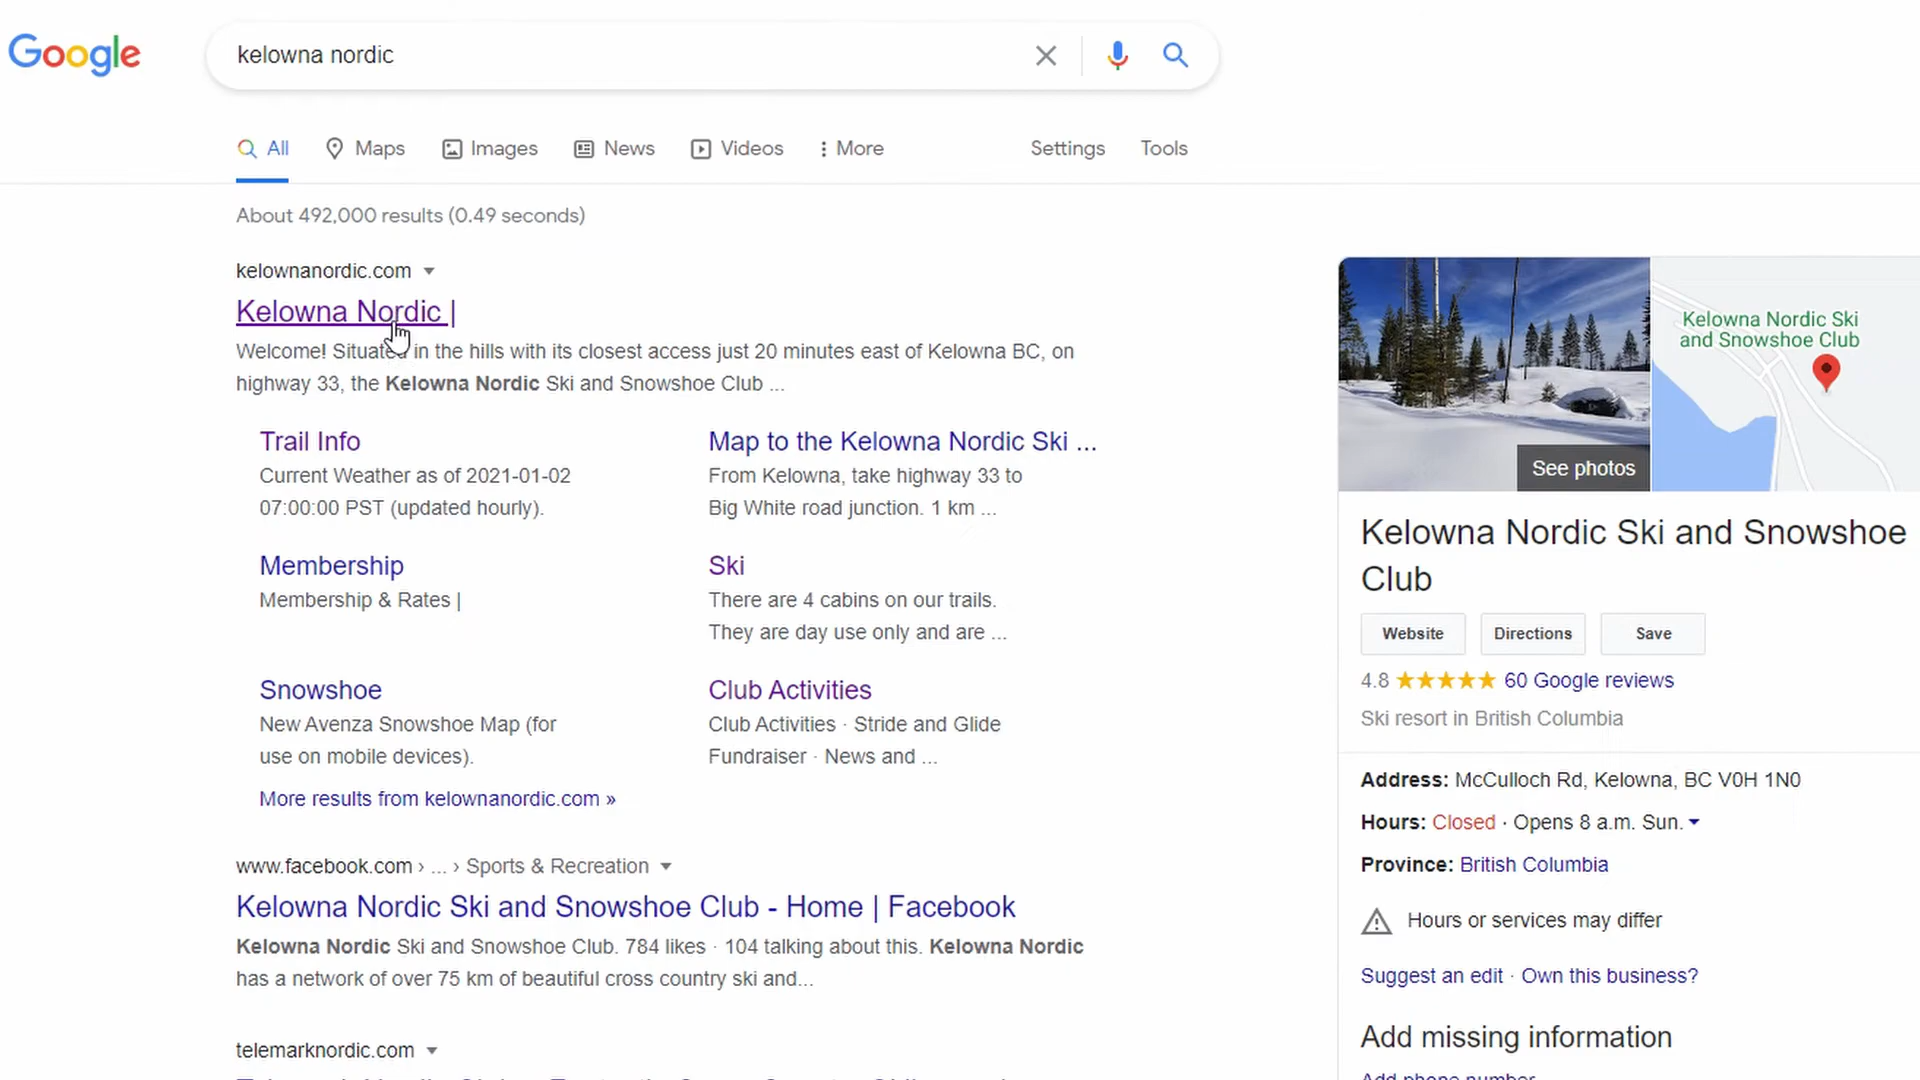 Google
kelowna nordic
All
Maps
Images
News
Videos
More
Settings
Tools
About 492,000 results (0.49 seconds)
kelownanordic.com
Kelowna Nordic |
Welcome! Situated in the hills with its closest access just 20 minutes east of Kelowna BC, on
highway 33, the Kelowna Nordic Ski and Snowshoe Club ...
Trail Info
Current Weather as of 2021-01-02
07:00:00 PST (updated hourly).
Map to the Kelowna Nordic Ski ...
From Kelowna, take highway 33 to
Big White road junction. 1 km ...
Membership
Membership & Rates |
Ski
There are 4 cabins on our trails.
They are day use only and are ...
Snowshoe
New Avenza Snowshoe Map (for
use on mobile devices).
Club Activities
Club Activities · Stride and Glide
Fundraiser · News and ...
More results from kelownanordic.com »
www.facebook.com › ... › Sports & Recreation
Kelowna Nordic Ski and Snowshoe Club - Home | Facebook
Kelowna Nordic Ski and Snowshoe Club. 784 likes · 104 talking about this. Kelowna Nordic
has a network of over 75 km of beautiful cross country ski and...
telemarknordic.com
Kelowna Nordic Ski
and Snowshoe Club
See photos
Kelowna Nordic Ski and Snowshoe
Club
Website
Directions
Save
4.8 ★★★★★ 60 Google reviews
Ski resort in British Columbia
Address: McCulloch Rd, Kelowna, BC V0H 1N0
Hours: Closed · Opens 8 a.m. Sun.
Province: British Columbia
Hours or services may differ
Suggest an edit · Own this business?
Add missing information
Add phone number